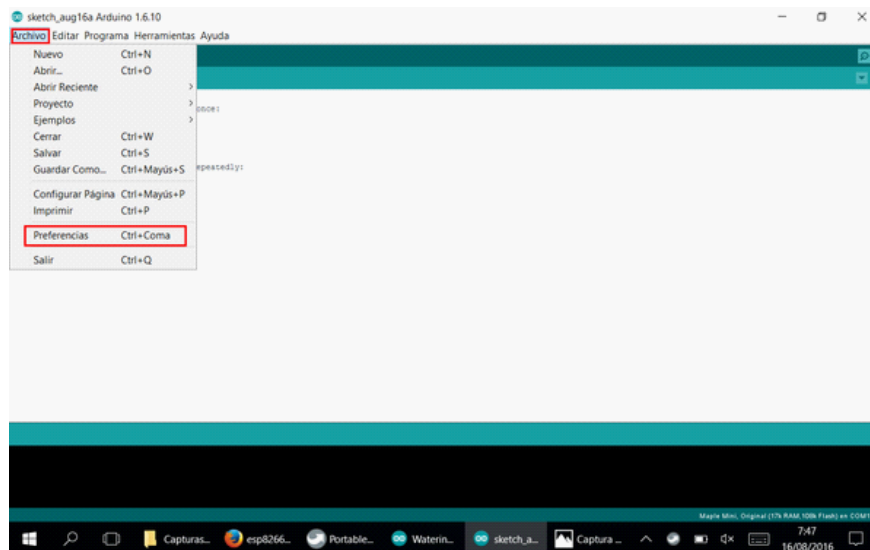 sketch_aug16a Arduino 1.6.10
Archivo Editar Programa Herramientas Ayuda
Nuevo Ctrl+N
Abrir... Ctrl+O
Abrir Reciente
Proyecto
Ejemplos
Cerrar Ctrl+W
Salvar Ctrl+S
Guardar Como... Ctrl+Mayús+S
Configurar Página Ctrl+Mayús+P
Imprimir Ctrl+P
Preferencias Ctrl+Coma
Salir Ctrl+Q
once:
epeatedly:
Maple Mini, Original (17k RAM,108k Flash) en COM1
Capturas... esp8266... Portable... Waterin... sketch_a... Captura ...
7:47
16/08/2016